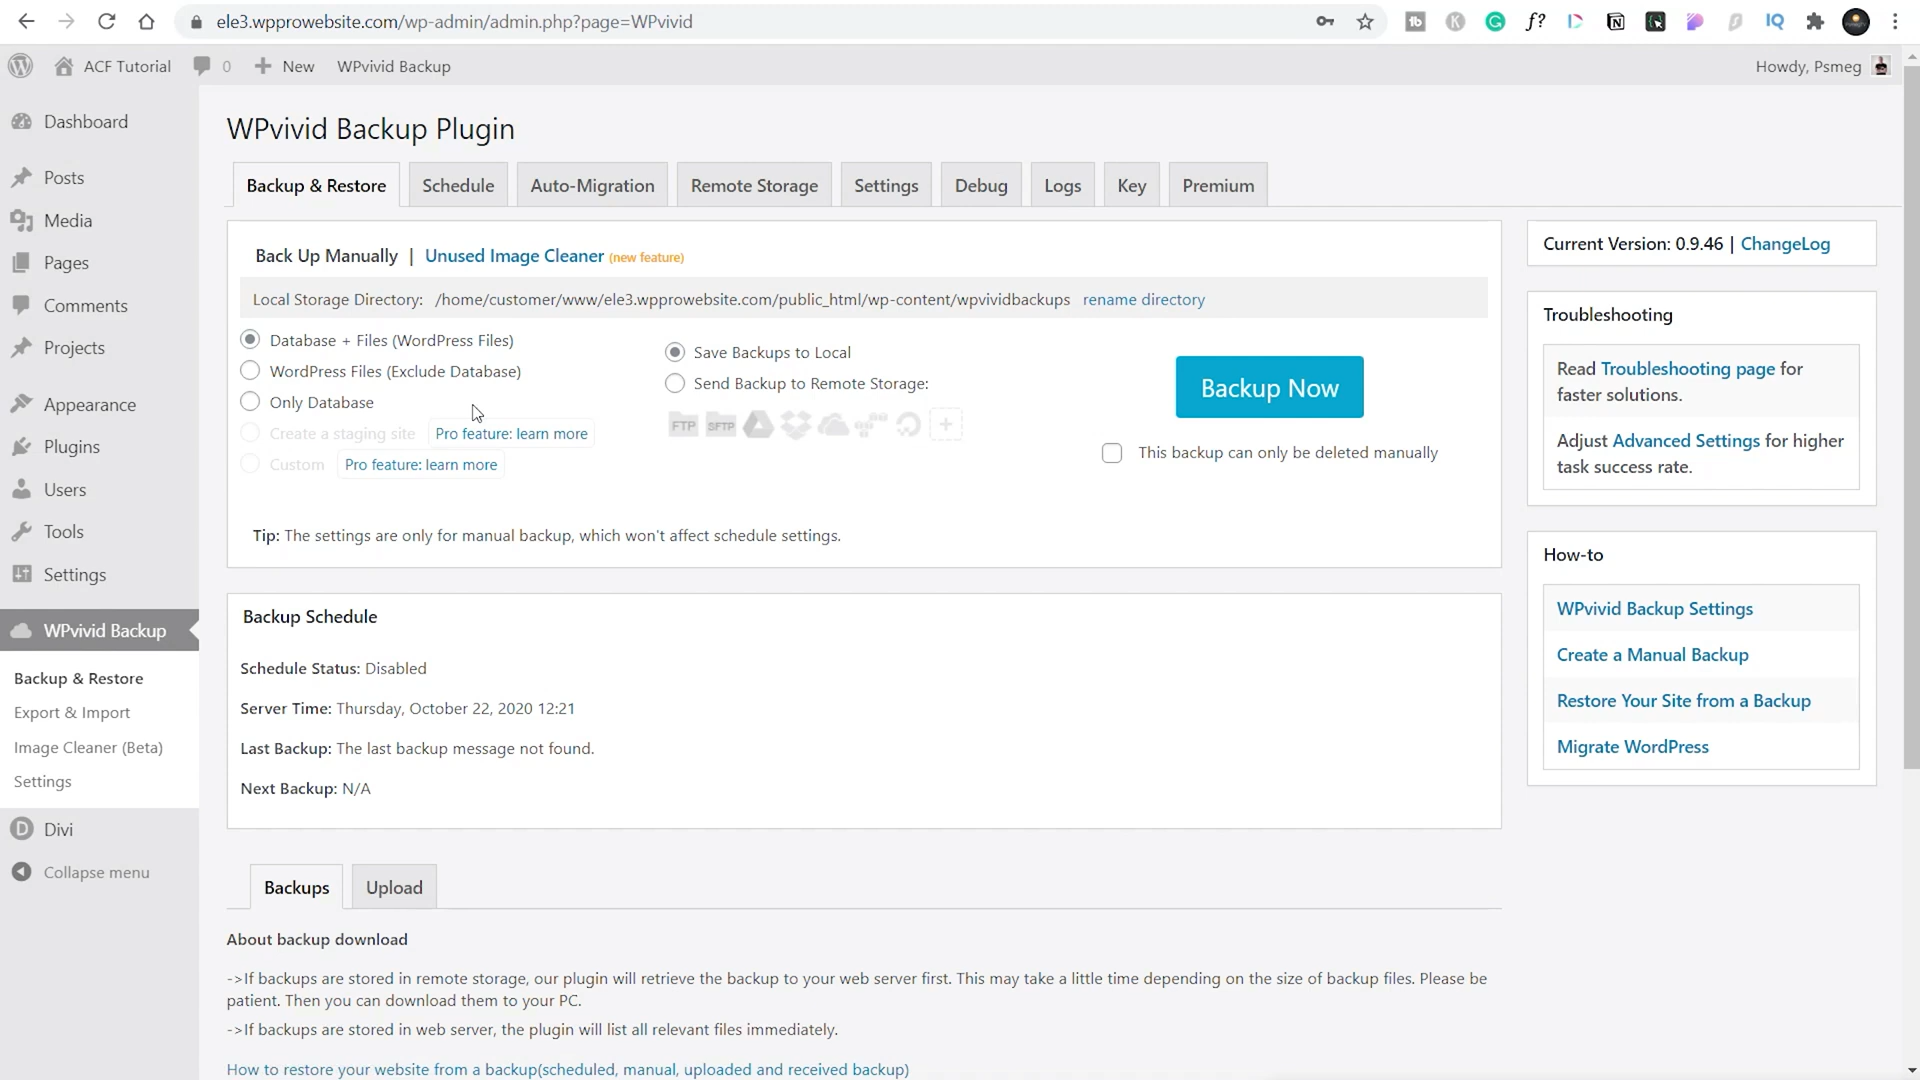 ele3.wpprowebsite.com/wp-admin/admin.php?page=WPvivid
ACF Tutorial 0 New WPvivid Backup Howdy, Psmeg
Dashboard
Posts
Media
Pages
Comments
Projects
Appearance
Plugins
Users
Tools
Settings
WPvivid Backup
Backup & Restore
Export & Import
Image Cleaner (Beta)
Settings
Divi
Collapse menu
WPvivid Backup Plugin
Backup & Restore Schedule Auto-Migration Remote Storage Settings Debug Logs Key Premium
Back Up Manually | Unused Image Cleaner (new feature)
Local Storage Directory: /home/customer/www/ele3.wpprowebsite.com/public_html/wp-content/wpvividbackups rename directory
Database + Files (WordPress Files)
WordPress Files (Exclude Database)
Only Database
Create a staging site Pro feature: learn more
Custom Pro feature: learn more
Save Backups to Local
Send Backup to Remote Storage:
FTP SFTP
Backup Now
This backup can only be deleted manually
Tip: The settings are only for manual backup, which won't affect schedule settings.
Backup Schedule
Schedule Status: Disabled
Server Time: Thursday, October 22, 2020 12:21
Last Backup: The last backup message not found.
Next Backup: N/A
Backups Upload
About backup download
->If backups are stored in remote storage, our plugin will retrieve the backup to your web server first. This may take a little time depending on the size of backup files. Please be
patient. Then you can download them to your PC.
->If backups are stored in web server, the plugin will list all relevant files immediately.
How to restore your website from a backup(scheduled, manual, uploaded and received backup)
Current Version: 0.9.46 | ChangeLog
Troubleshooting
Read Troubleshooting page for
faster solutions.
Adjust Advanced Settings for higher
task success rate.
How-to
WPvivid Backup Settings
Create a Manual Backup
Restore Your Site from a Backup
Migrate WordPress